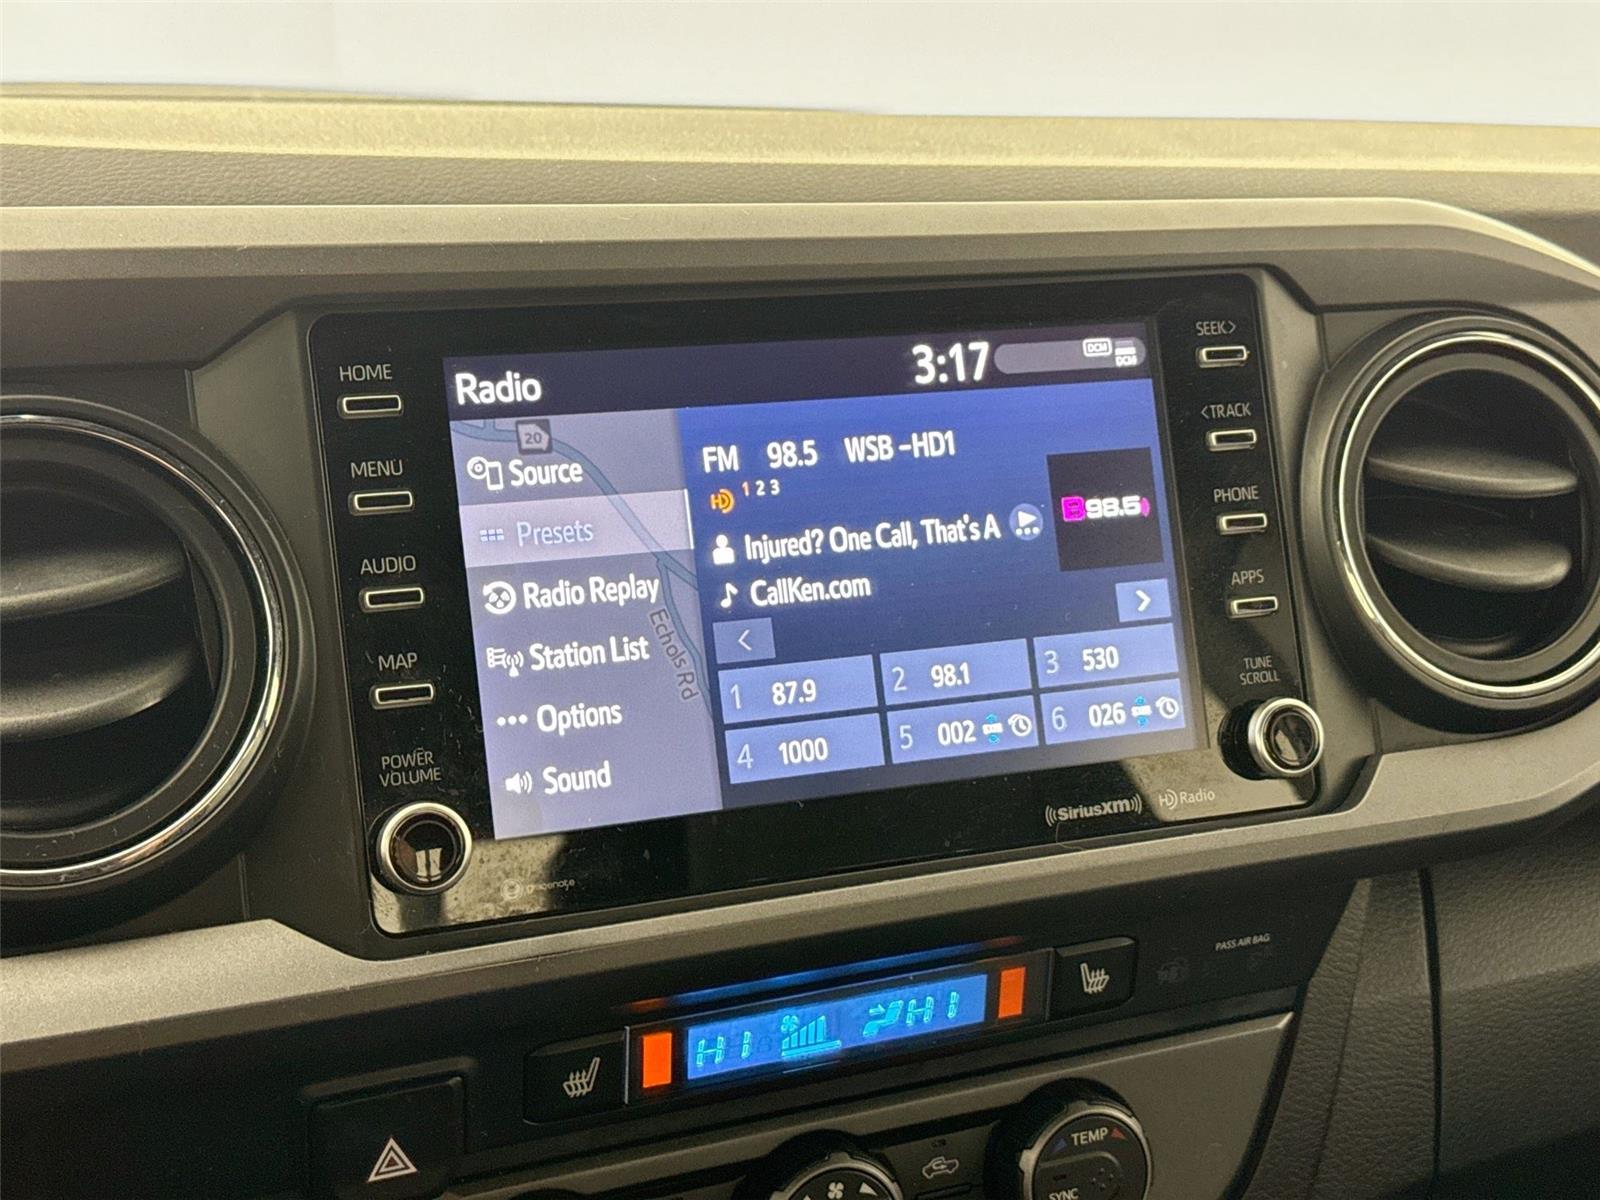 HOME
MENU
AUDIO
MAP
POWER
VOLUME
Radio
3:17
DCM
DCM
20
Source
Presets
Radio Replay
Station List
Options
Sound
Echols Rd
FM 98.5 WSB -HD1
HD 1 2 3
Injured? One Call, That's A
CallKen.com
B98.5
1 87.9
2 98.1
3 530
4 1000
5 002
6 026
SEEK>
<TRACK
PHONE
APPS
TUNE
SCROLL
SiriusXM
HD Radio
gracenote
PASS AIR BAG
HI
HI
TEMP
SYNC